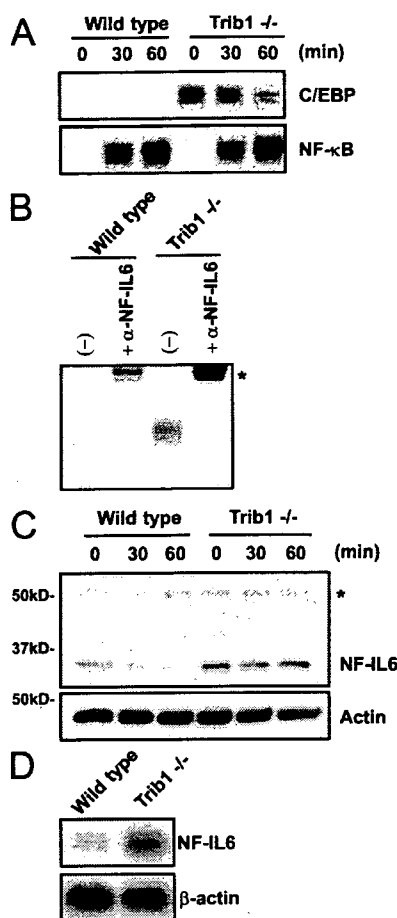 A
Wild type Trib1 -/-
0 30 60 0 30 60 (min)
C/EBP
NF-κB
B
Wild type Trib1 -/-
(-) + α-NF-IL6 (-) + α-NF-IL6
*
C
Wild type Trib1 -/-
0 30 60 0 30 60 (min)
50kD- *
37kD-
NF-IL6
50kD-
Actin
D
Wild type Trib1 -/-
NF-IL6
β-actin